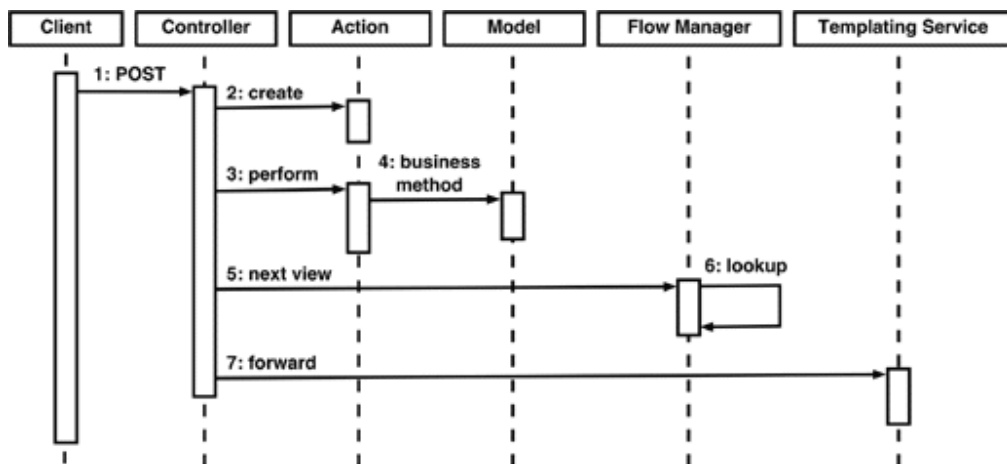 Client
Controller
Action
Model
Flow Manager
Templating Service
1: POST
2: create
3: perform
4: business
method
5: next view
6: lookup
7: forward